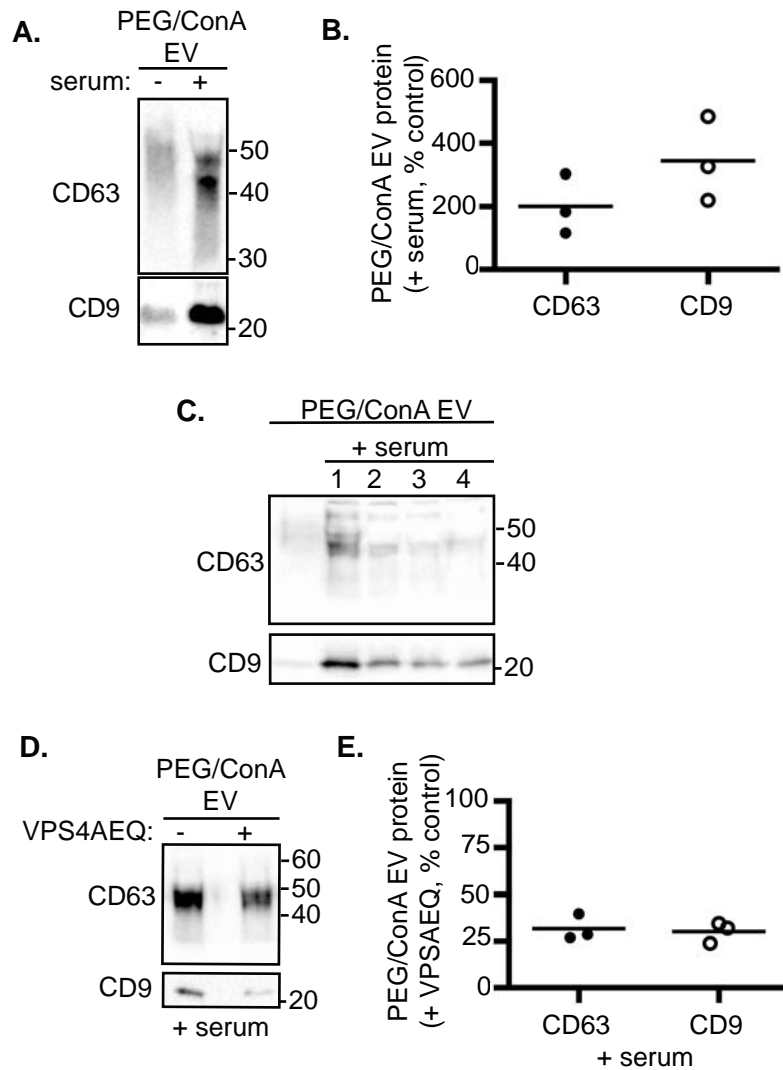 A.
PEG/ConA
EV
serum: - +
CD63
-50
-40
-30
CD9
-20
B.
PEG/ConA EV protein
(+ serum, % control)
600
400
200
0
CD63 CD9
C.
PEG/ConA EV
+ serum
1 2 3 4
CD63
-50
-40
CD9
-20
D.
PEG/ConA
EV
VPS4AEQ: - +
CD63
-60
-50
-40
CD9
-20
+ serum
E.
PEG/ConA EV protein
(+ VPSAEQ, % control)
100
75
50
25
0
CD63 CD9
+ serum